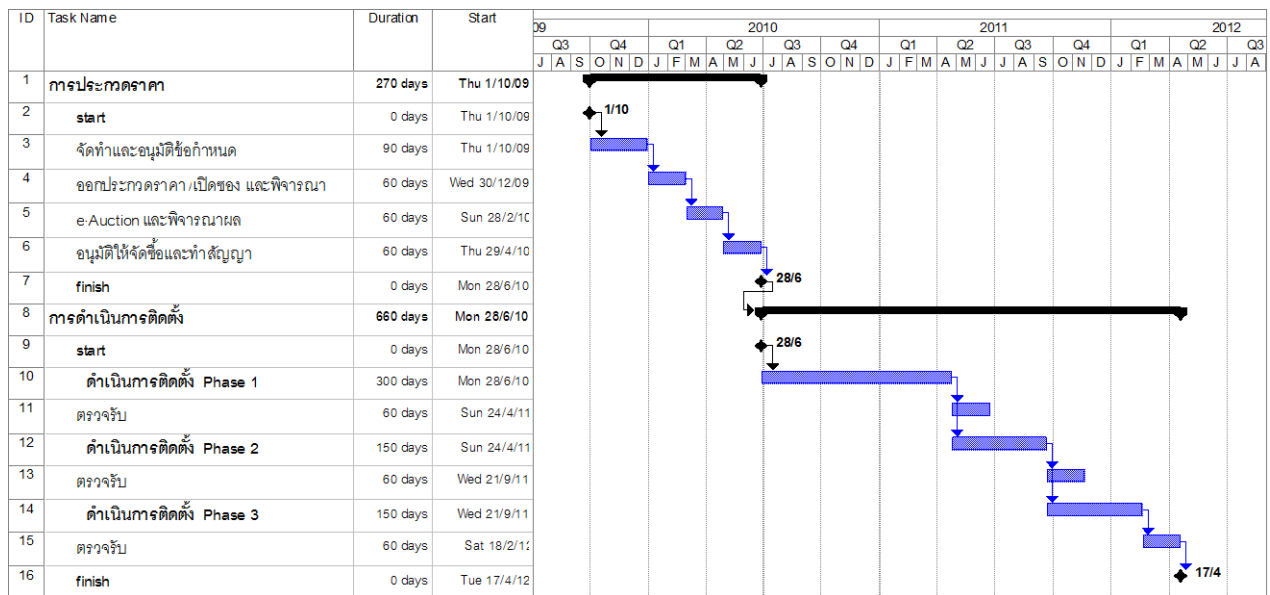 ID Task Name Duration Start
09 2010 2011 2012
Q3 Q4 Q1 Q2 Q3 Q4 Q1 Q2 Q3 Q4 Q1 Q2 Q3
J A S O N D J F M A M J J A S O N D J F M A M J J A S O N D J F M A M J J A
1 การประกวดราคา 270 days Thu 1/10/09
2 start 0 days Thu 1/10/09 1/10
3 จัดทำและอนุมัติข้อกำหนด 90 days Thu 1/10/09
4 ออกประกวดราคา/เปิดซอง และพิจารณา 60 days Wed 30/12/09
5 e-Auction และพิจารณาผล 60 days Sun 28/2/10
6 อนุมัติให้จัดซื้อและทำสัญญา 60 days Thu 29/4/10
7 finish 0 days Mon 28/6/10 28/6
8 การดำเนินการติดตั้ง 660 days Mon 28/6/10
9 start 0 days Mon 28/6/10 28/6
10 ดำเนินการติดตั้ง Phase 1 300 days Mon 28/6/10
11 ตรวจรับ 60 days Sun 24/4/11
12 ดำเนินการติดตั้ง Phase 2 150 days Sun 24/4/11
13 ตรวจรับ 60 days Wed 21/9/11
14 ดำเนินการติดตั้ง Phase 3 150 days Wed 21/9/11
15 ตรวจรับ 60 days Sat 18/2/12
16 finish 0 days Tue 17/4/12 17/4